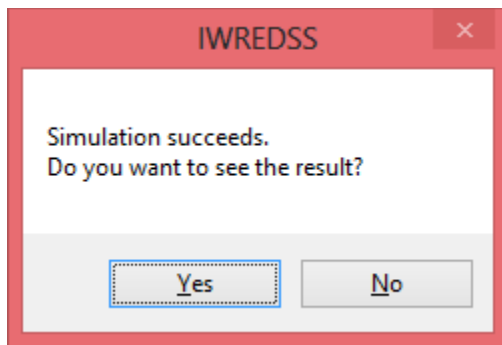 IWREDSS
Simulation succeeds.
Do you want to see the result?
Yes
No